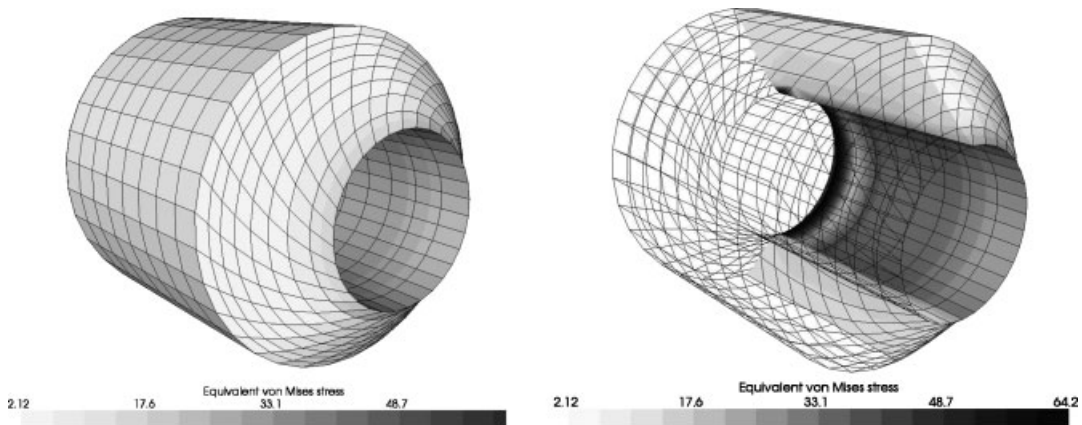 Equivalent von Mises stress
2.12 17.6 33.1 48.7
Equivalent von Mises stress
2.12 17.6 33.1 48.7 64.2